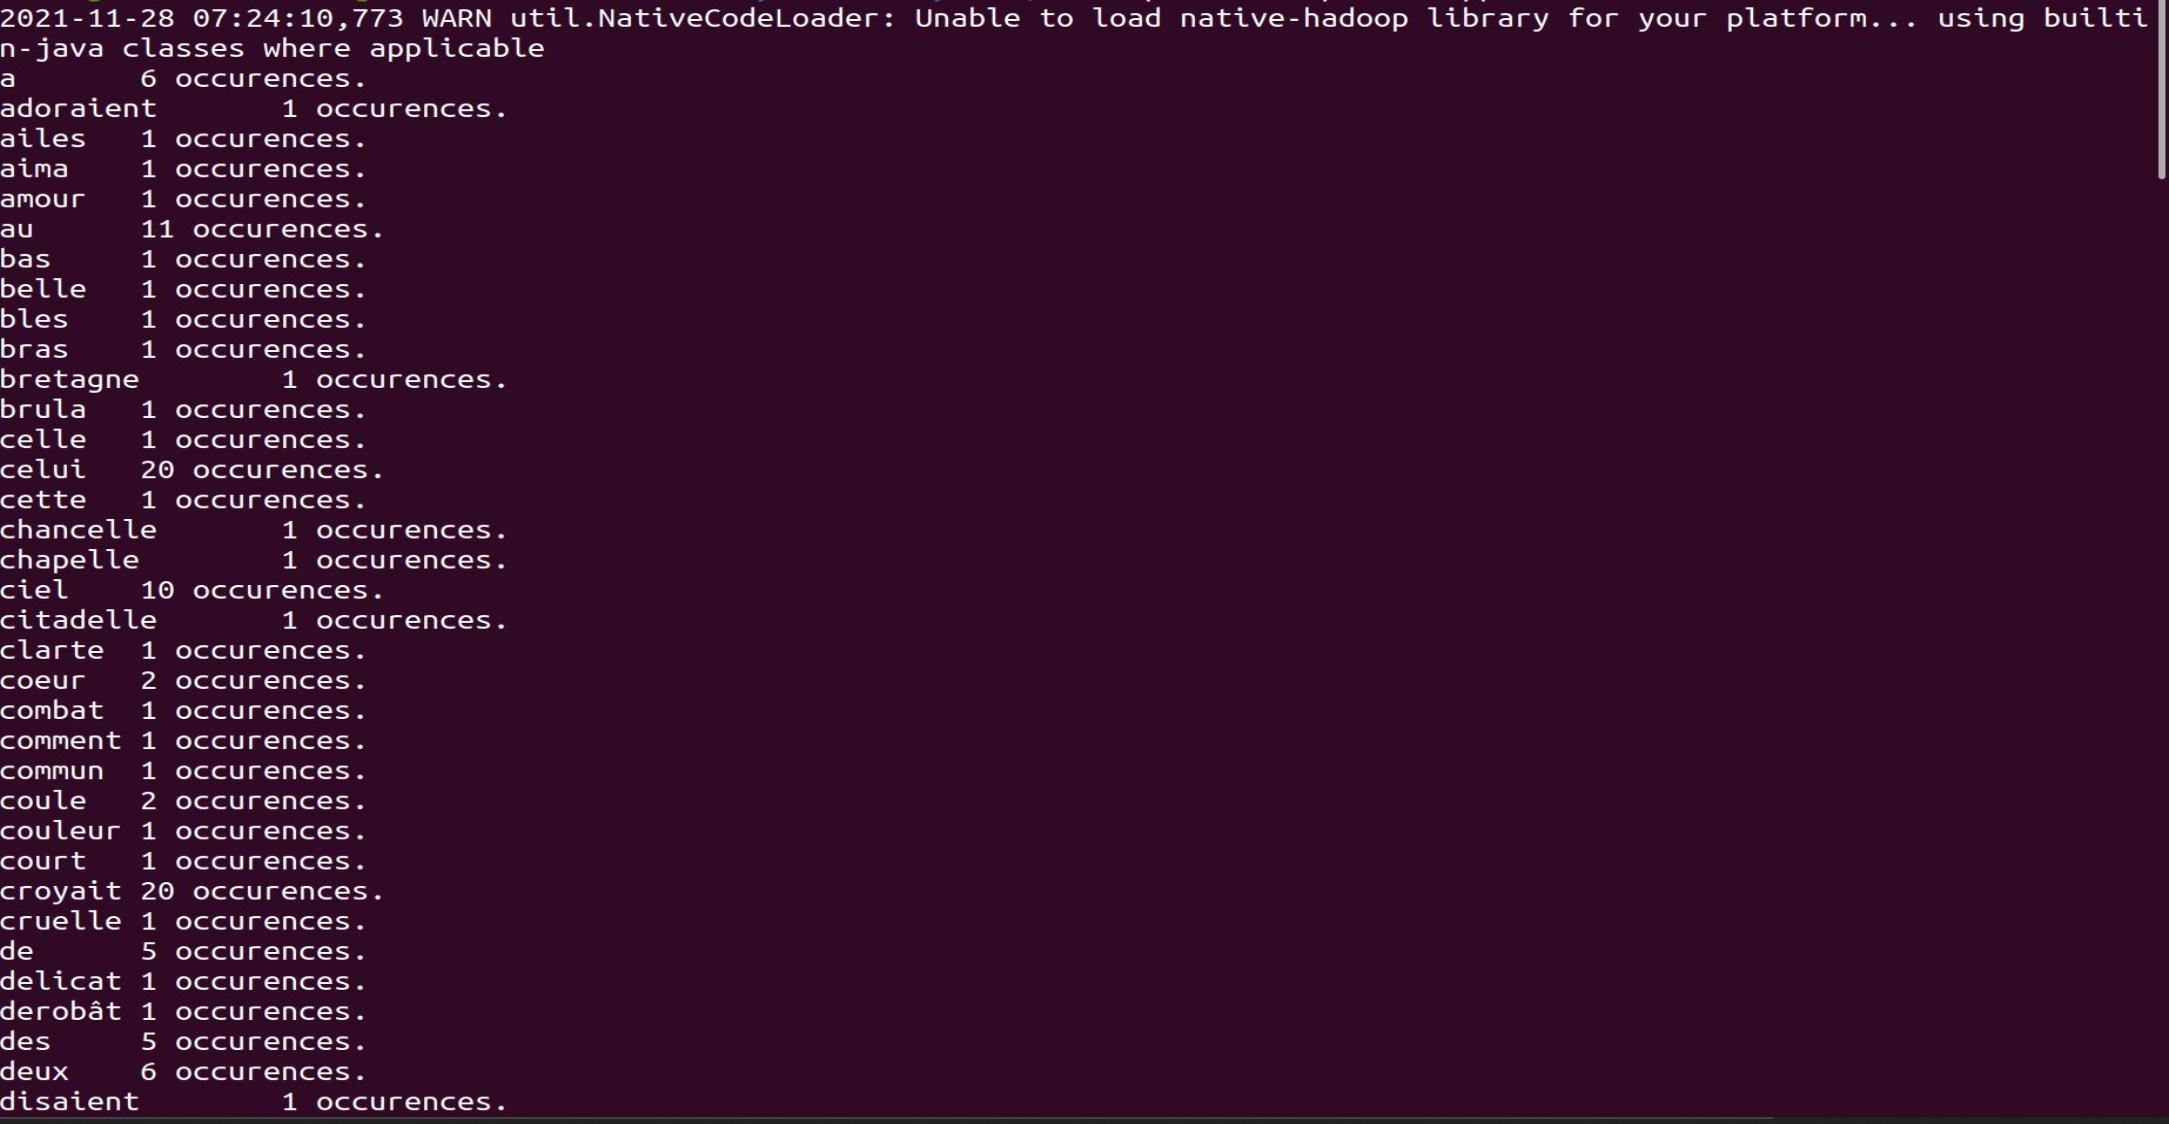 2021-11-28 07:24:10,773 WARN util.NativeCodeLoader: Unable to load native-hadoop library for your platform... using builti
n-java classes where applicable
a 6 occurences.
adoraient 1 occurences.
ailes 1 occurences.
aima 1 occurences.
amour 1 occurences.
au 11 occurences.
bas 1 occurences.
belle 1 occurences.
bles 1 occurences.
bras 1 occurences.
bretagne 1 occurences.
brula 1 occurences.
celle 1 occurences.
celui 20 occurences.
cette 1 occurences.
chancelle 1 occurences.
chapelle 1 occurences.
ciel 10 occurences.
citadelle 1 occurences.
clarte 1 occurences.
coeur 2 occurences.
combat 1 occurences.
comment 1 occurences.
commun 1 occurences.
coule 2 occurences.
couleur 1 occurences.
court 1 occurences.
croyait 20 occurences.
cruelle 1 occurences.
de 5 occurences.
delicat 1 occurences.
derobât 1 occurences.
des 5 occurences.
deux 6 occurences.
disaient 1 occurences.